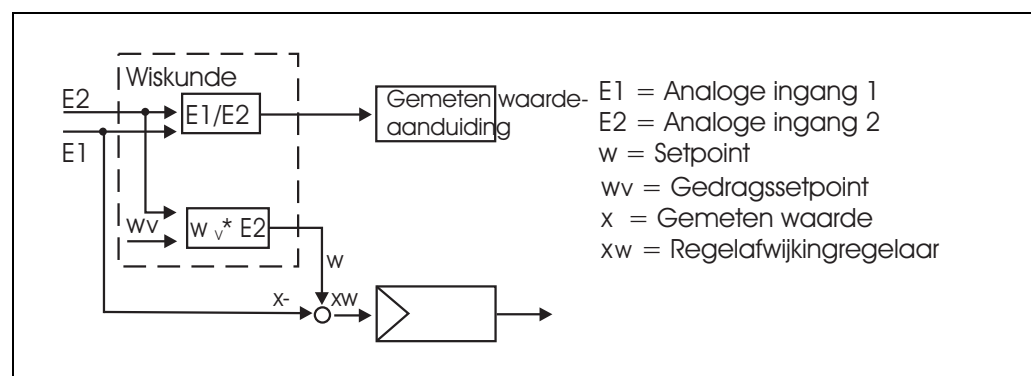 Wiskunde
E2
E1/E2
E1
Gemeten waarde-
aanduiding
wv
w v* E2
w
x-
xw
E1 = Analoge ingang 1
E2 = Analoge ingang 2
w = Setpoint
wv = Gedragssetpoint
x = Gemeten waarde
xw = Regelafwijkingregelaar